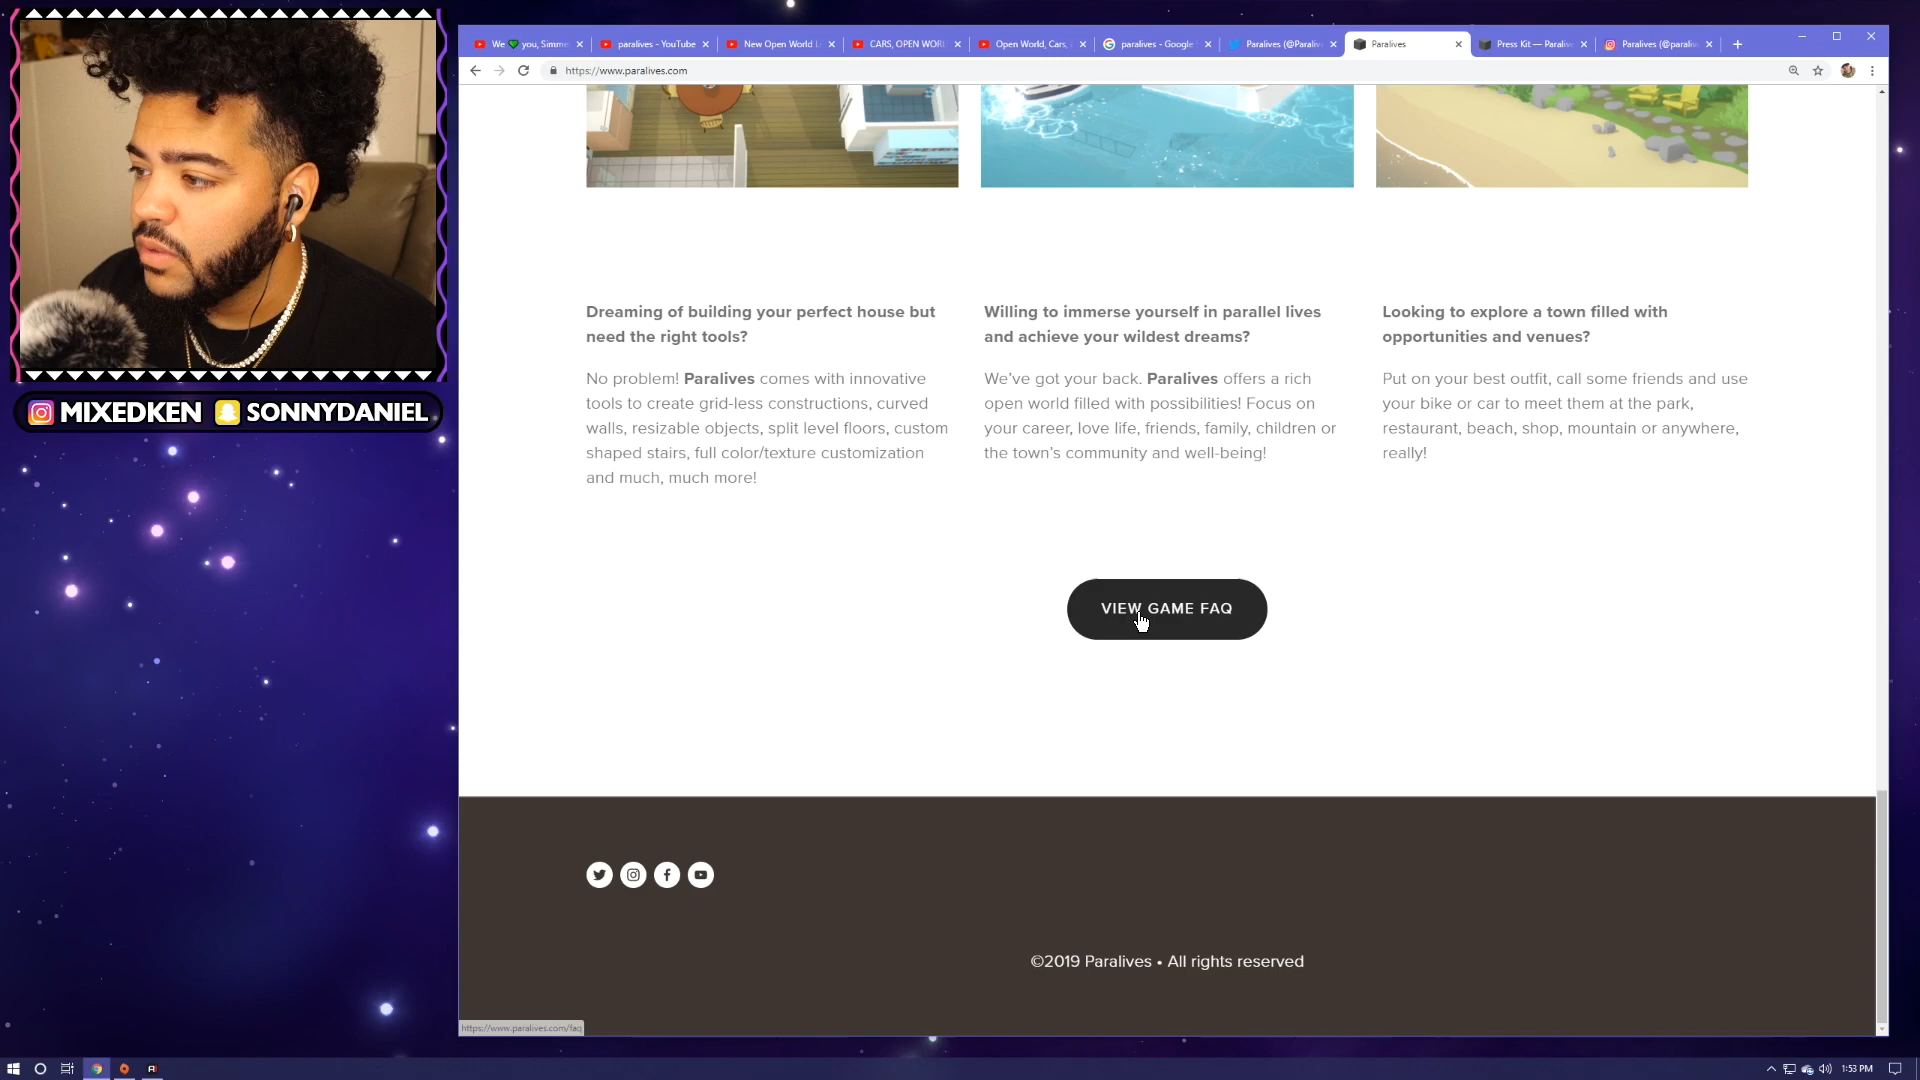 We 💚 you, Simme
paralives - YouTube
New Open World L
CARS, OPEN WORL
Open World, Cars,
paralives - Google
Paralives (@Paraliv
Paralives
Press Kit — Paralive
Paralives (@paraliv
https://www.paralives.com
MIXEDKEN SONNYDANIEL
Dreaming of building your perfect house but
need the right tools?
No problem! Paralives comes with innovative
tools to create grid-less constructions, curved
walls, resizable objects, split level floors, custom
shaped stairs, full color/texture customization
and much, much more!
Willing to immerse yourself in parallel lives
and achieve your wildest dreams?
We've got your back. Paralives offers a rich
open world filled with possibilities! Focus on
your career, love life, friends, family, children or
the town's community and well-being!
Looking to explore a town filled with
opportunities and venues?
Put on your best outfit, call some friends and use
your bike or car to meet them at the park,
restaurant, beach, shop, mountain or anywhere,
really!
VIEW GAME FAQ
©2019 Paralives • All rights reserved
https://www.paralives.com/faq
1:53 PM